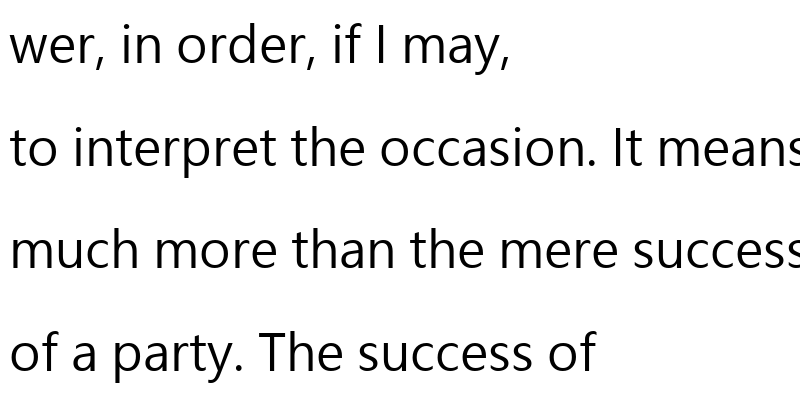 wer, in order, if I may,
to interpret the occasion. It means
much more than the mere success
of a party. The success of